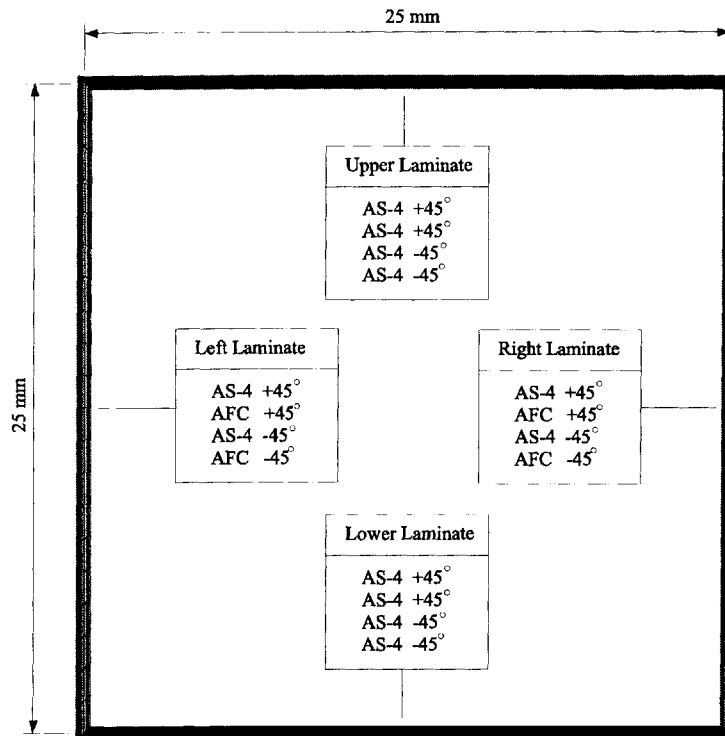 25 mm
25 mm
Upper Laminate
AS-4 +45°
AS-4 +45°
AS-4 -45°
AS-4 -45°
Left Laminate
AS-4 +45°
AFC +45°
AS-4 -45°
AFC -45°
Right Laminate
AS-4 +45°
AFC +45°
AS-4 -45°
AFC -45°
Lower Laminate
AS-4 +45°
AS-4 +45°
AS-4 -45°
AS-4 -45°